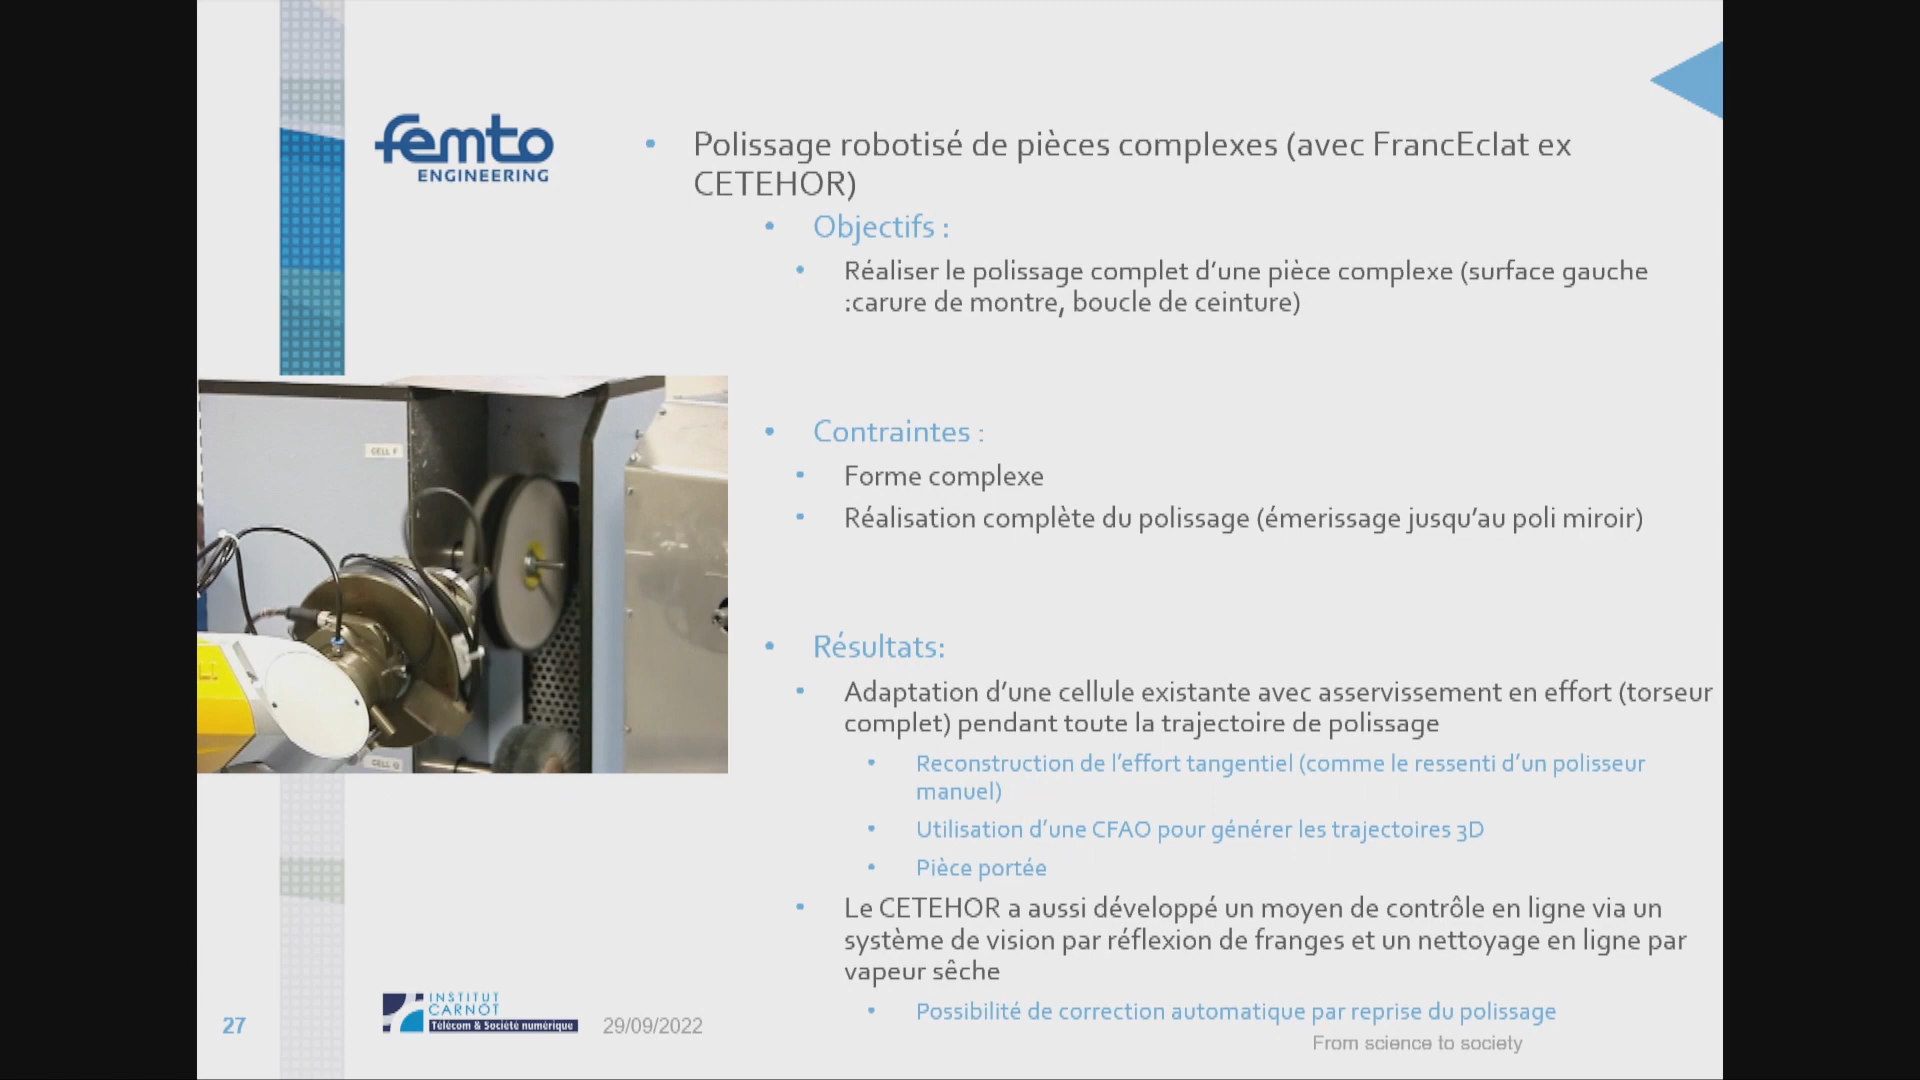 femto
ENGINEERING
• Polissage robotisé de pièces complexes (avec FrancEclat ex
CETEHOR)
• Objectifs :
• Réaliser le polissage complet d’une pièce complexe (surface gauche
:carure de montre, boucle de ceinture)
• Contraintes :
• Forme complexe
• Réalisation complète du polissage (émerissage jusqu’au poli miroir)
• Résultats:
• Adaptation d’une cellule existante avec asservissement en effort (torseur
complet) pendant toute la trajectoire de polissage
• Reconstruction de l’effort tangentiel (comme le ressenti d’un polisseur
manuel)
• Utilisation d’une CFAO pour générer les trajectoires 3D
• Pièce portée
• Le CETEHOR a aussi développé un moyen de contrôle en ligne via un
système de vision par réflexion de franges et un nettoyage en ligne par
vapeur sêche
• Possibilité de correction automatique par reprise du polissage
CELL F
CELL G
27
INSTITUT
CARNOT
Télécom & Société numérique
29/09/2022
From science to society